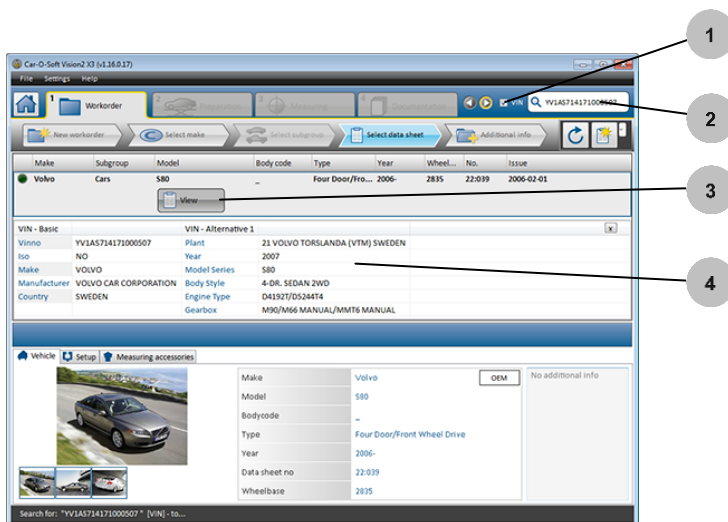 1
Car-O-Soft Vision2 X3 (v1.16.0.17)
File Settings Help
1 Workorder 2 Preparation 3 Measuring 4 Documentation VIN YV1AS714171000507
2
New workorder Select make Select subgroup Select data sheet Additional info
Make Subgroup Model Body code Type Year Wheel... No. Issue
Volvo Cars S80 _ Four Door/Fro... 2006- 2835 22:039 2006-02-01
View
3
VIN - Basic VIN - Alternative 1 x
Vinno YV1AS714171000507 Plant 21 VOLVO TORSLANDA (VTM) SWEDEN
Iso NO Year 2007
Make VOLVO Model Series S80
4
Manufacturer VOLVO CAR CORPORATION Body Style 4-DR. SEDAN 2WD
Country SWEDEN Engine Type D4192T/D5244T4
Gearbox M90/M66 MANUAL/MMT6 MANUAL
Vehicle Setup Measuring accessories
Make Volvo OEM No additional info
Model S80
Bodycode _
Type Four Door/Front Wheel Drive
Year 2006-
Data sheet no 22:039
Wheelbase 2835
Search for: "YV1AS714171000507 " [VIN] - to...